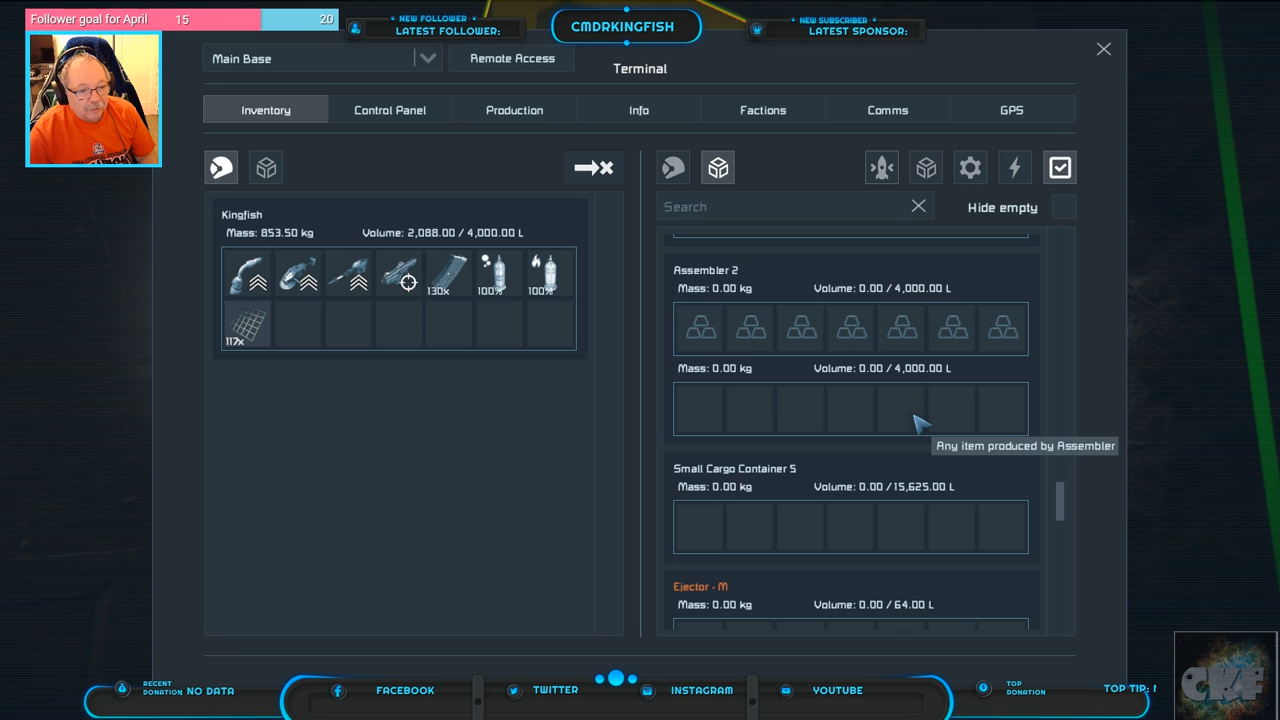 Follower goal for April 15 20
NEW FOLLOWER
LATEST FOLLOWER:
CMDRKINGFISH
NEW SUBSCRIBER
LATEST SPONSOR:
Main Base
Remote Access
Terminal
Inventory
Control Panel
Production
Info
Factions
Comms
GPS
Search
Hide empty
Kingfish
Mass: 853.50 kg Volume: 2,088.00 / 4,000.00 L
130x 100% 100%
117x
Assembler 2
Mass: 0.00 kg Volume: 0.00 / 4,000.00 L
Mass: 0.00 kg Volume: 0.00 / 4,000.00 L
Any item produced by Assembler
Small Cargo Container 5
Mass: 0.00 kg Volume: 0.00 / 15,625.00 L
Ejector - M
Mass: 0.00 kg Volume: 0.00 / 64.00 L
RECENT
DONATION NO DATA
FACEBOOK
TWITTER
INSTAGRAM
YOUTUBE
TOP
DONATION
TOP TIP:
CKF